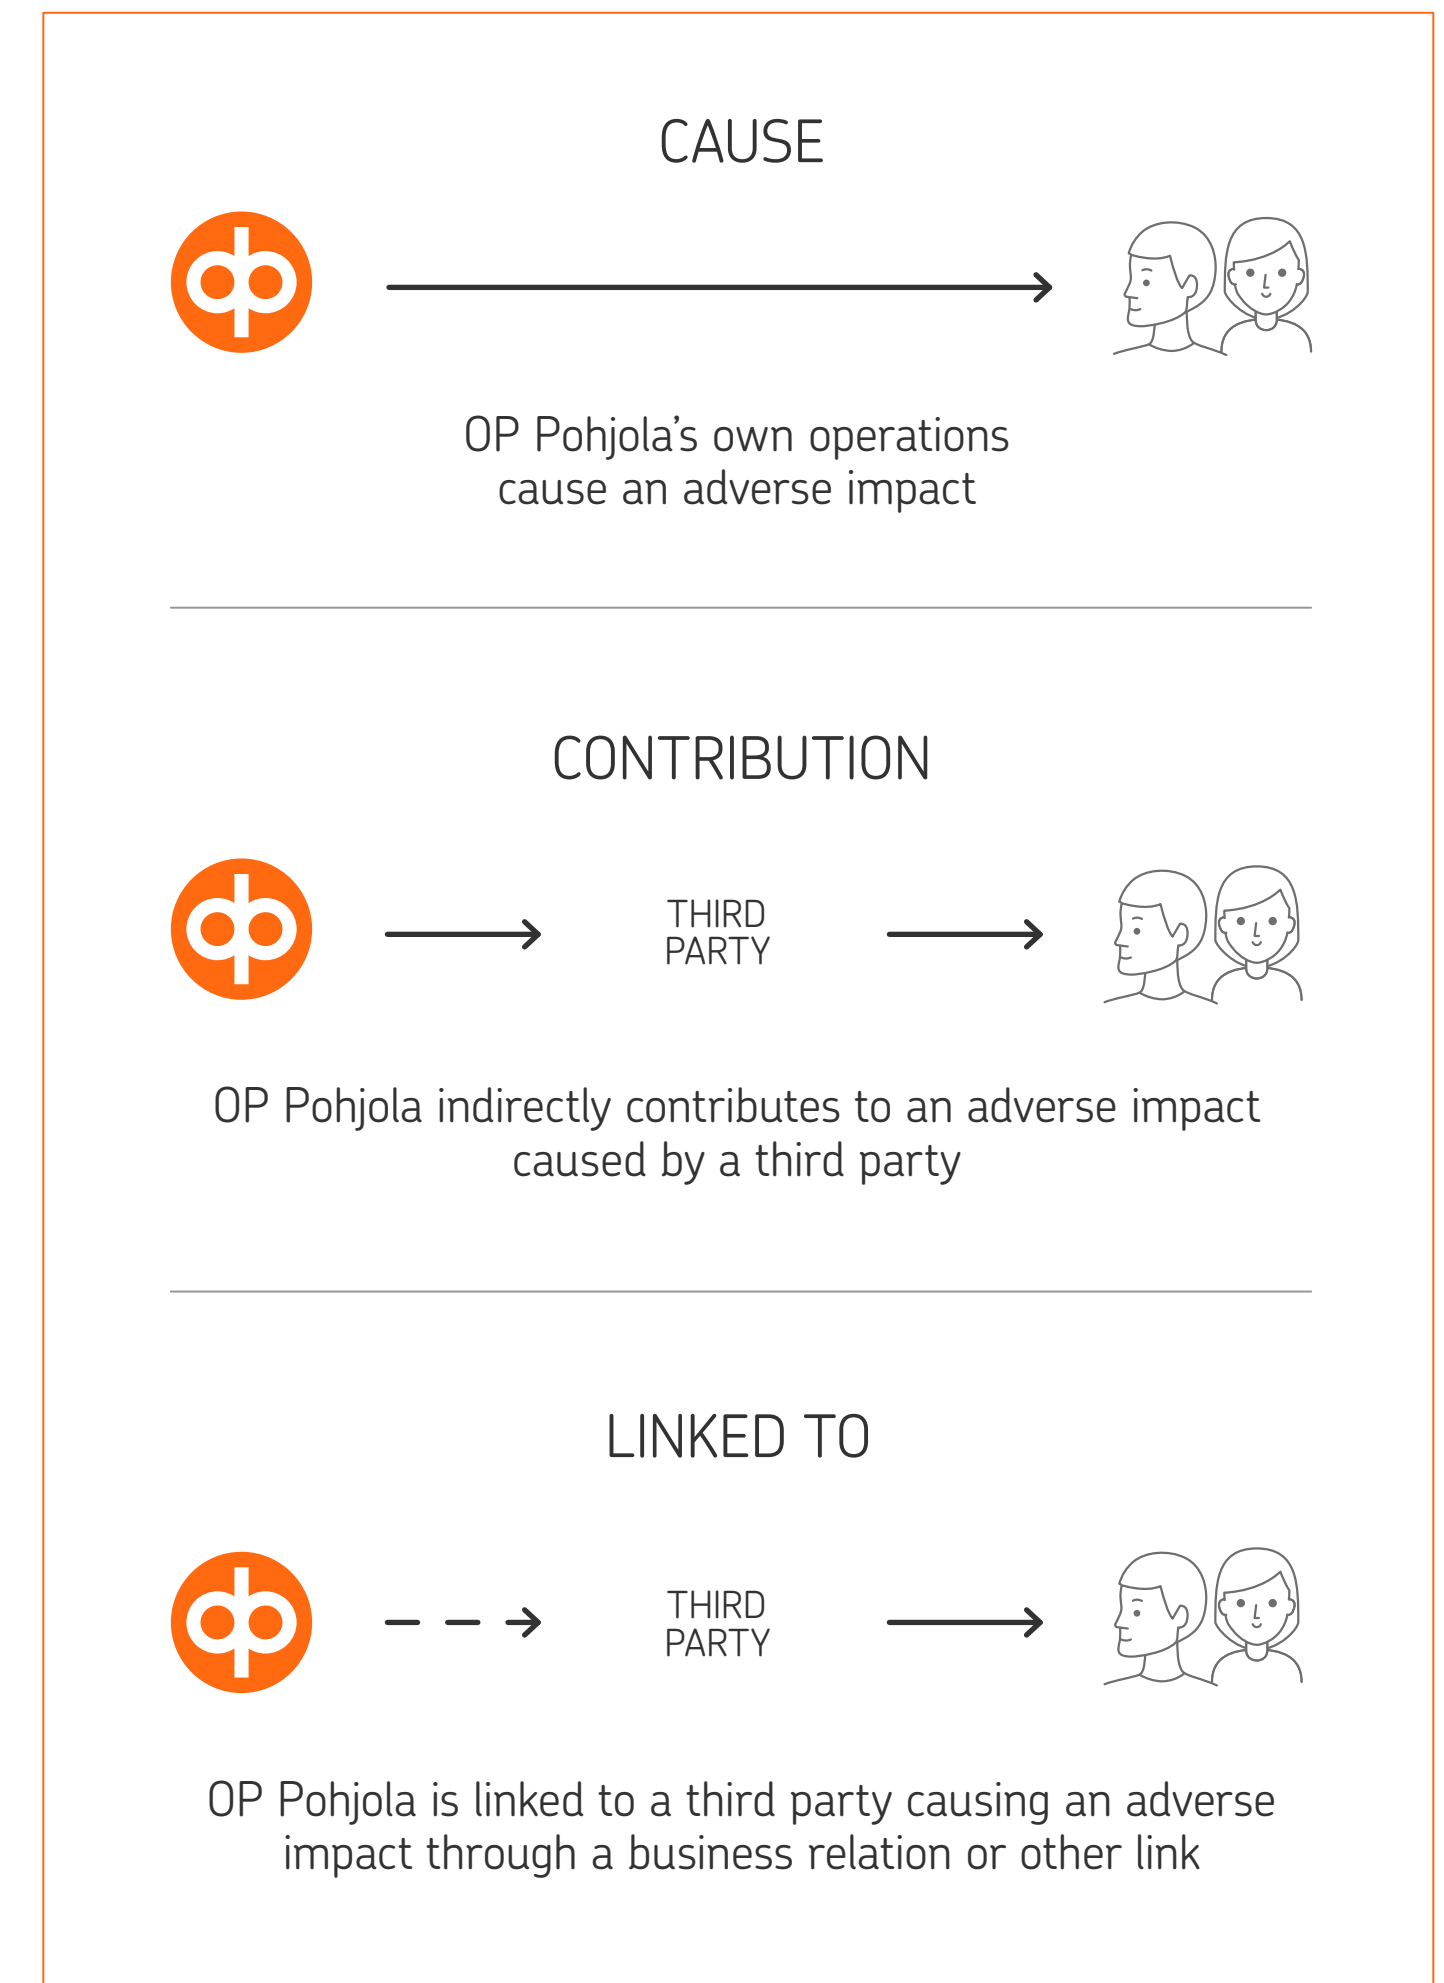 CAUSE
OP Pohjola’s own operations
cause an adverse impact
CONTRIBUTION
THIRD
PARTY
OP Pohjola indirectly contributes to an adverse impact
caused by a third party
LINKED TO
THIRD
PARTY
OP Pohjola is linked to a third party causing an adverse
impact through a business relation or other link